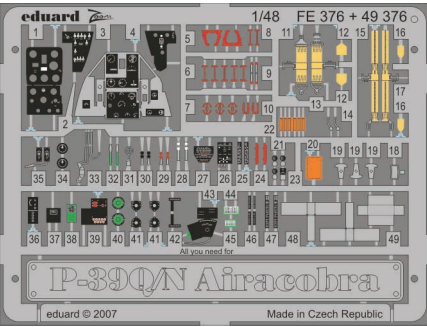 eduard Zoom 1/48 FE 376 + 49 376
1 3 4 5 8 11 12 15 16
6 9
2 7 10 12 13 14 17 16
22
35 34 33 32 31 30 29 28 27 26 25 24 21 23 20 19 19 19 18
43 44
36 37 38 39 40 41 41 42 45 46 47 48 49
All you need for
P-39Q/N Airacobra
eduard © 2007 Made in Czech Republic